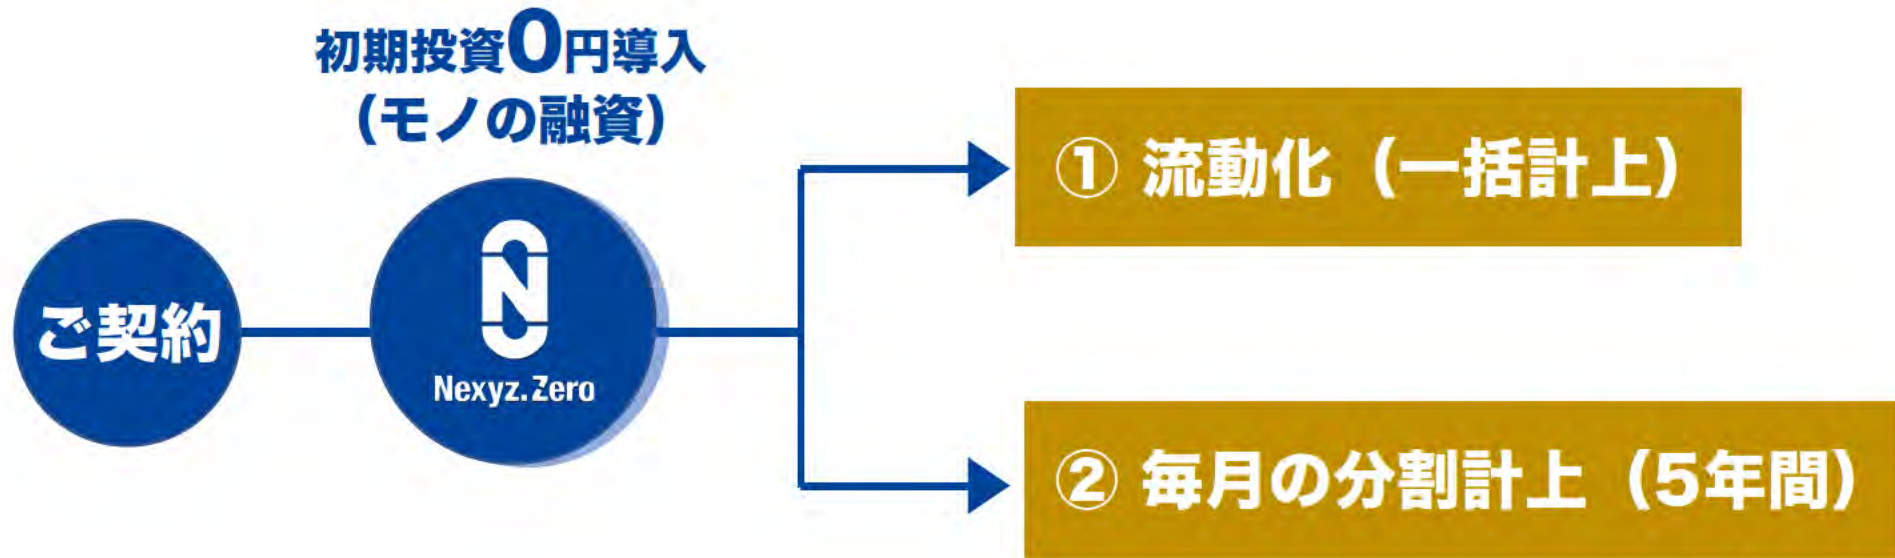 初期投資0円導入
(モノの融資)
ご契約
Nexyz.Zero
① 流動化（一括計上）
② 毎月の分割計上（5年間）